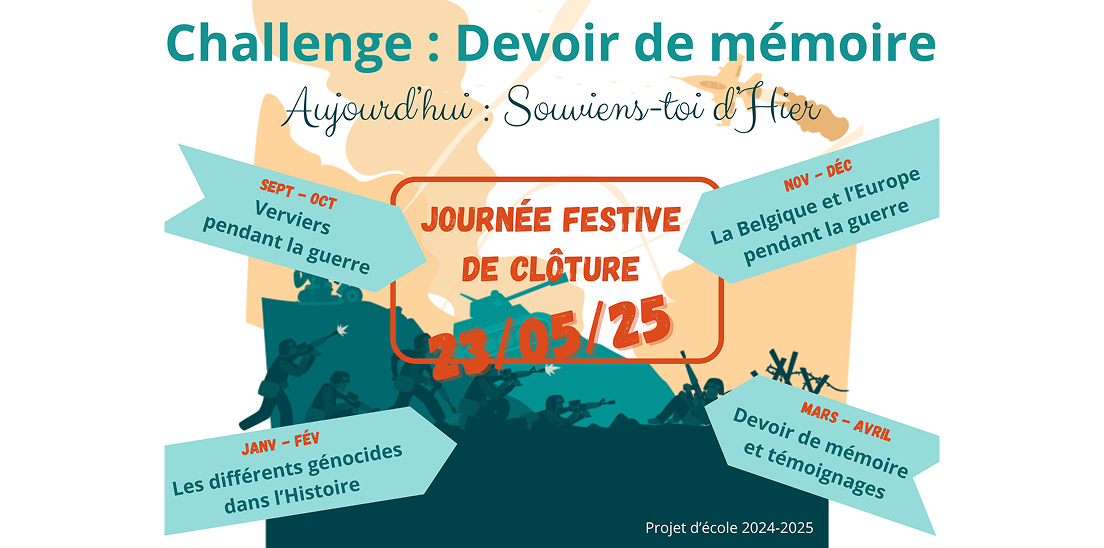 Challenge : Devoir de mémoire
Aujourd'hui : Souviens-toi d'Hier
SEPT - OCT
Verviers
pendant la guerre
NOV - DÉC
La Belgique et l'Europe
pendant la guerre
JOURNÉE FESTIVE
DE CLÔTURE
23/05/25
JANV - FÉV
Les différents génocides
dans l'Histoire
MARS - AVRIL
Devoir de mémoire
et témoignages
Projet d'école 2024-2025